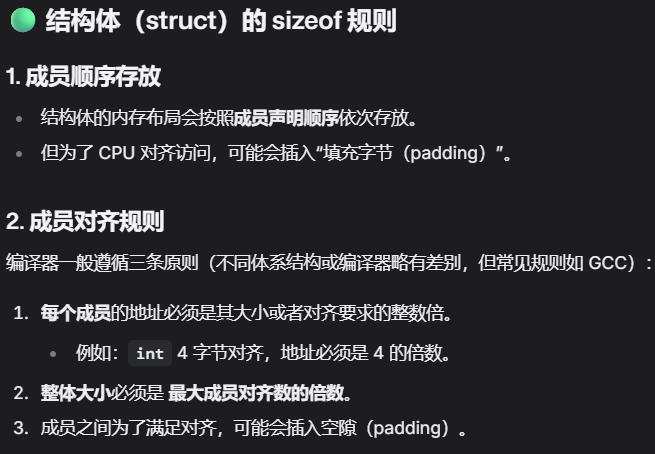 结构体（struct）的 sizeof 规则
1. 成员顺序存放
结构体的内存布局会按照成员声明顺序依次存放。
但为了 CPU 对齐访问，可能会插入“填充字节（padding）”。
2. 成员对齐规则
编译器一般遵循三条原则（不同体系结构或编译器略有差别，但常见规则如 GCC）：
1. 每个成员的地址必须是其大小或者对齐要求的整数倍。
例如：int 4 字节对齐，地址必须是 4 的倍数。
2. 整体大小必须是 最大成员对齐数的倍数。
3. 成员之间为了满足对齐，可能会插入空隙（padding）。